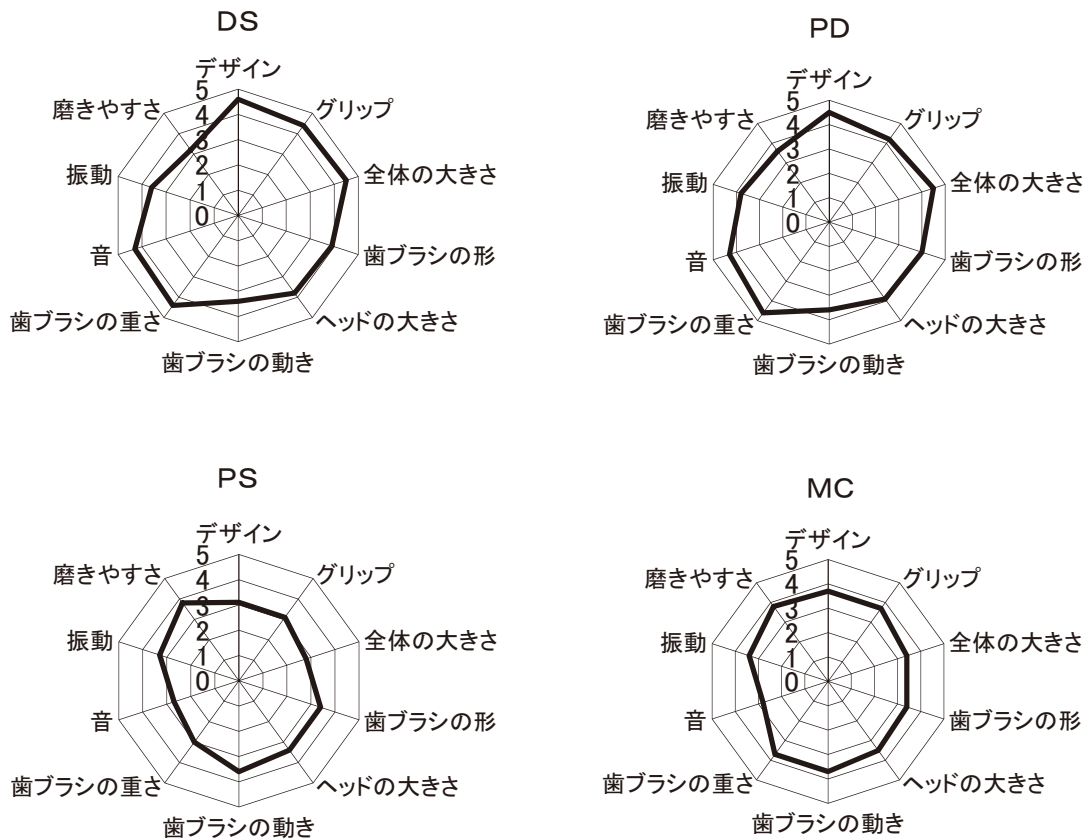 DS
デザイン
グリップ
全体の大きさ
歯ブラシの形
ヘッドの大きさ
歯ブラシの動き
歯ブラシの重さ
音
振動
磨きやすさ
5
4
3
2
1
0
PD
デザイン
グリップ
全体の大きさ
歯ブラシの形
ヘッドの大きさ
歯ブラシの動き
歯ブラシの重さ
音
振動
磨きやすさ
5
4
3
2
1
0
PS
デザイン
グリップ
全体の大きさ
歯ブラシの形
ヘッドの大きさ
歯ブラシの動き
歯ブラシの重さ
音
振動
磨きやすさ
5
4
3
2
1
0
MC
デザイン
グリップ
全体の大きさ
歯ブラシの形
ヘッドの大きさ
歯ブラシの動き
歯ブラシの重さ
音
振動
磨きやすさ
5
4
3
2
1
0